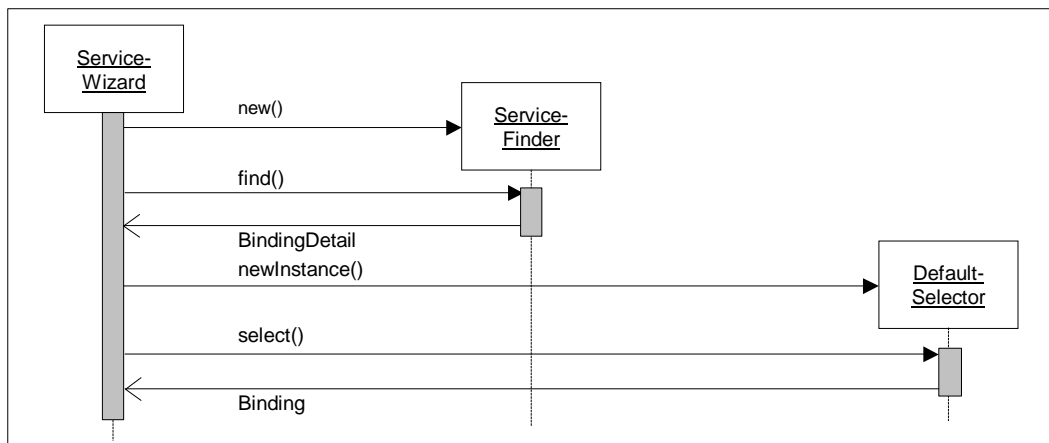 Service-
Wizard
new()
Service-
Finder
find()
BindingDetail
newInstance()
Default-
Selector
select()
Binding